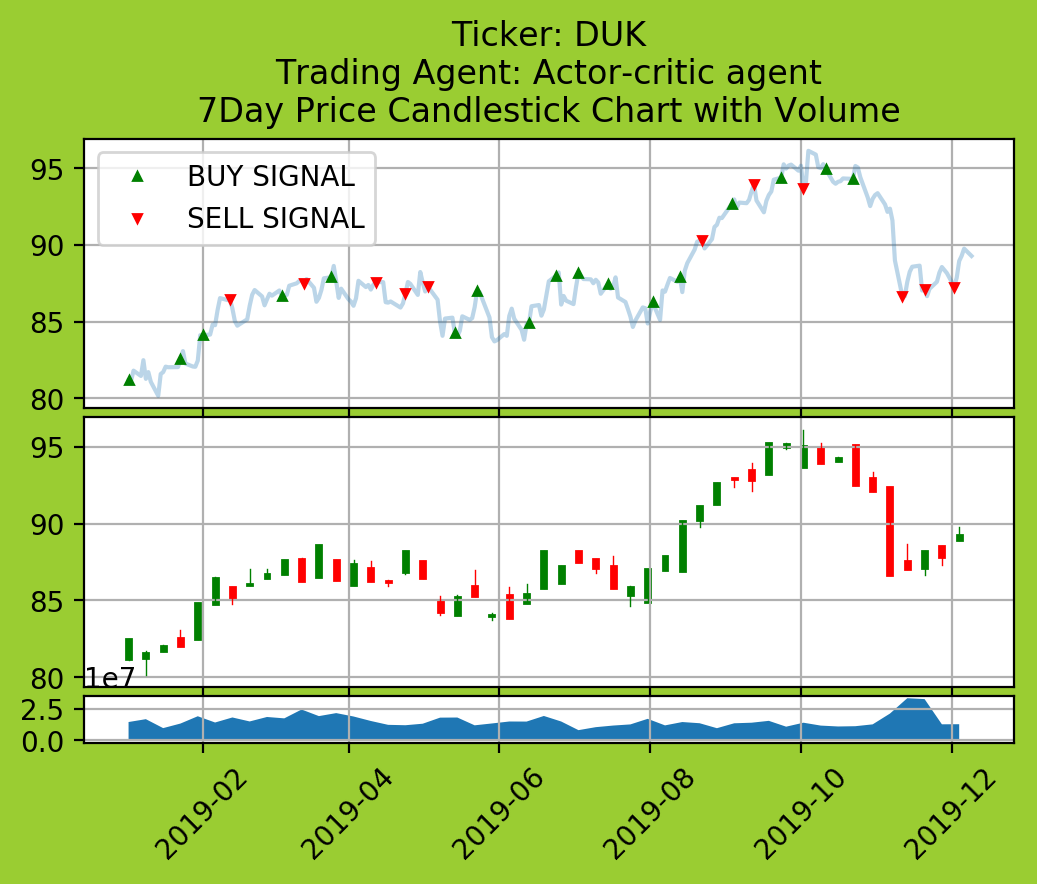 Ticker: DUK
Trading Agent: Actor-critic agent
7Day Price Candlestick Chart with Volume
BUY SIGNAL
SELL SIGNAL
95
90
85
80
95
90
85
80
1e7
2.5
0.0
2019-02
2019-04
2019-06
2019-08
2019-10
2019-12